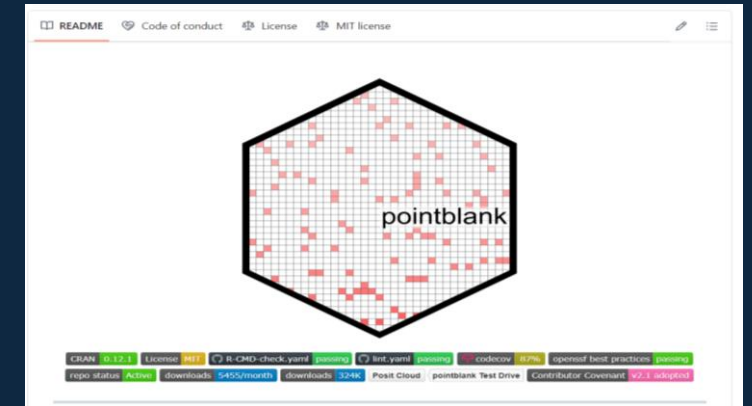 README Code of conduct License MIT license
pointblank
CRAN 0.12.1 License MIT R-CMD-check.yaml passing lint.yaml passing codecov 87% openssf best practices passing
repo status Active downloads 5455/month downloads 324K Posit Cloud pointblank Test Drive Contributor Covenant v2.1 adopted